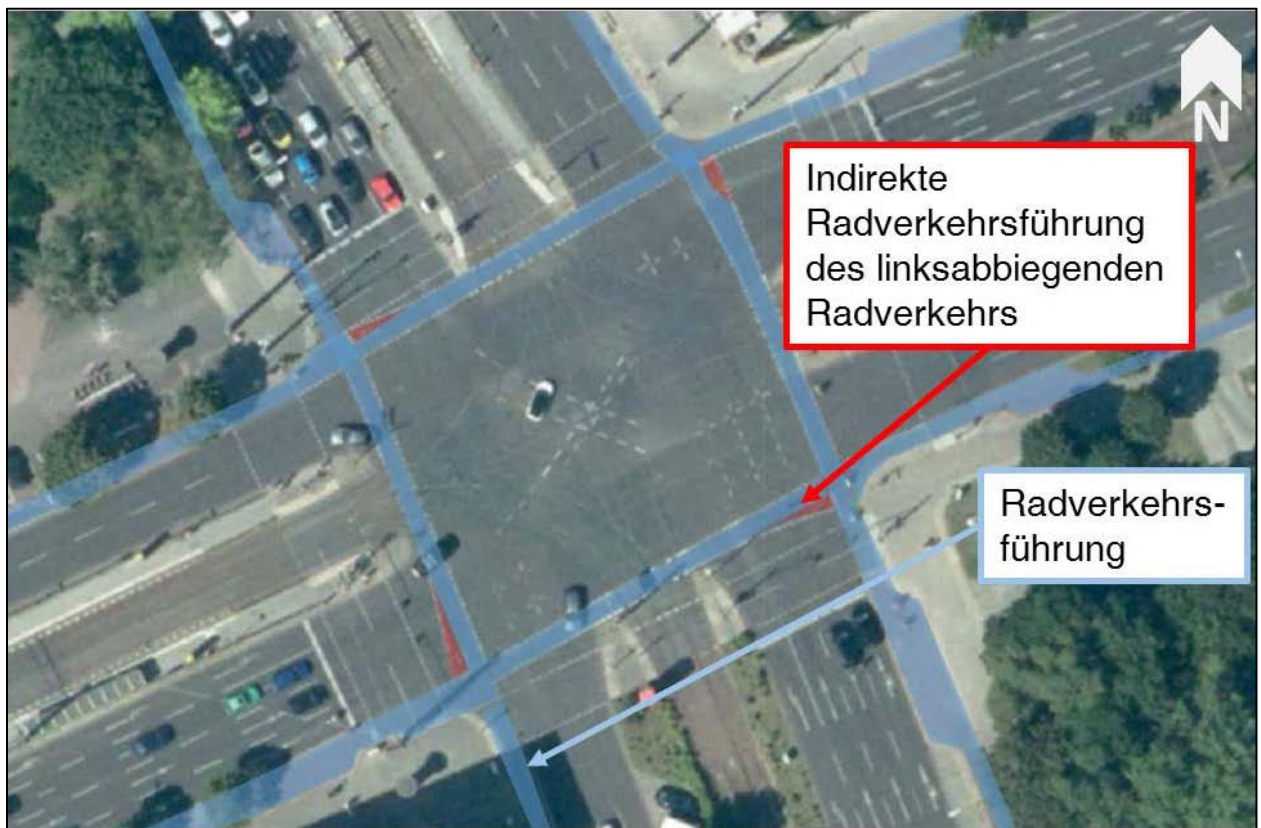 N
Indirekte
Radverkehrsführung
des linksabbiegenden
Radverkehrs
Radverkehrs-
führung